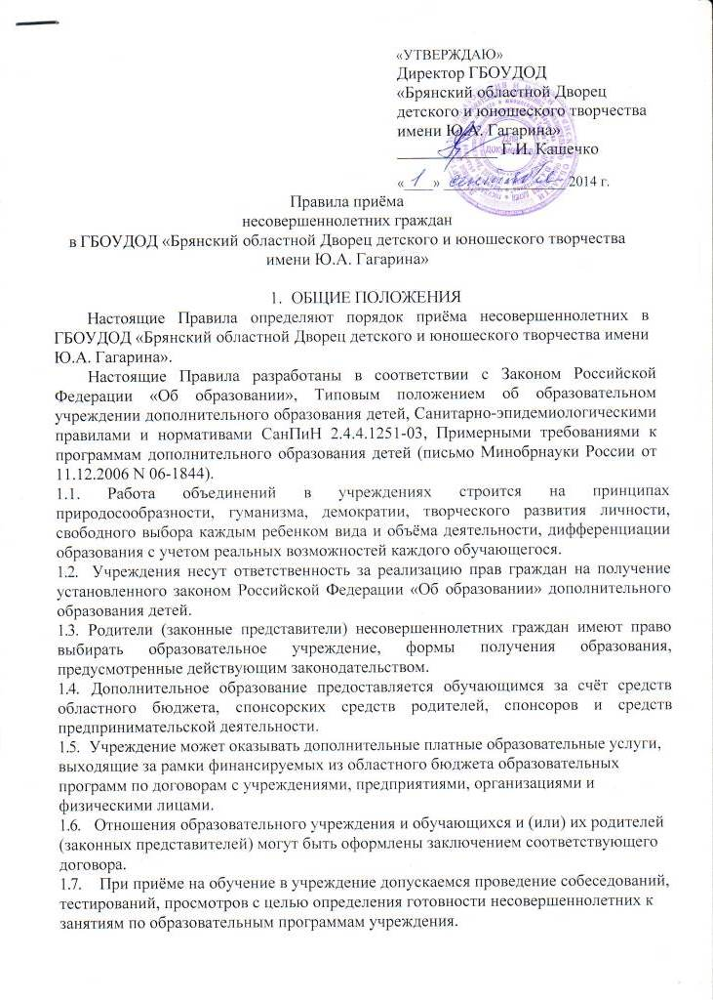 «УТВЕРЖДАЮ»
Директор ГБОУДОД
«Брянский областной Дворец
детского и юношеского творчества
имени Ю.А. Гагарина»
____________ Г.И. Кашечко
«_1_» сентября 2014 г.
Правила приёма
несовершеннолетних граждан
в ГБОУДОД «Брянский областной Дворец детского и юношеского творчества
имени Ю.А. Гагарина»
1. ОБЩИЕ ПОЛОЖЕНИЯ
Настоящие Правила определяют порядок приёма несовершеннолетних в
ГБОУДОД «Брянский областной Дворец детского и юношеского творчества имени
Ю.А. Гагарина».
Настоящие Правила разработаны в соответствии с Законом Российской
Федерации «Об образовании», Типовым положением об образовательном
учреждении дополнительного образования детей, Санитарно-эпидемиологическими
правилами и нормативами СанПиН 2.4.4.1251-03, Примерными требованиями к
программам дополнительного образования детей (письмо Минобрнауки России от
11.12.2006 N 06-1844).
1.1. Работа объединений в учреждениях строится на принципах
природосообразности, гуманизма, демократии, творческого развития личности,
свободного выбора каждым ребенком вида и объёма деятельности, дифференциации
образования с учетом реальных возможностей каждого обучающегося.
1.2. Учреждения несут ответственность за реализацию прав граждан на получение
установленного законом Российской Федерации «Об образовании» дополнительного
образования детей.
1.3. Родители (законные представители) несовершеннолетних граждан имеют право
выбирать образовательное учреждение, формы получения образования,
предусмотренные действующим законодательством.
1.4. Дополнительное образование предоставляется обучающимся за счёт средств
областного бюджета, спонсорских средств родителей, спонсоров и средств
предпринимательской деятельности.
1.5. Учреждение может оказывать дополнительные платные образовательные услуги,
выходящие за рамки финансируемых из областного бюджета образовательных
программ по договорам с учреждениями, предприятиями, организациями и
физическими лицами.
1.6. Отношения образовательного учреждения и обучающихся и (или) их родителей
(законных представителей) могут быть оформлены заключением соответствующего
договора.
1.7. При приёме на обучение в учреждение допускаемся проведение собеседований,
тестирований, просмотров с целью определения готовности несовершеннолетних к
занятиям по образовательным программам учреждения.